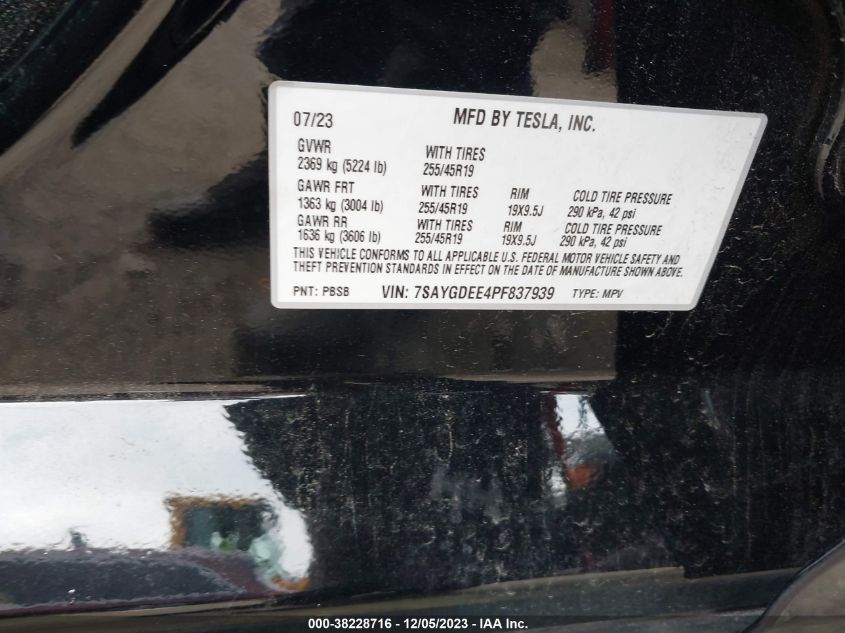 07/23 MFD BY TESLA, INC.
GVWR WITH TIRES
2369 kg (5224 lb) 255/45R19
GAWR FRT WITH TIRES RIM COLD TIRE PRESSURE
1363 kg (3004 lb) 255/45R19 19X9.5J 290 kPa, 42 psi
GAWR RR WITH TIRES RIM COLD TIRE PRESSURE
1636 kg (3606 lb) 255/45R19 19X9.5J 290 kPa, 42 psi
THIS VEHICLE CONFORMS TO ALL APPLICABLE U.S. FEDERAL MOTOR VEHICLE SAFETY AND
THEFT PREVENTION STANDARDS IN EFFECT ON THE DATE OF MANUFACTURE SHOWN ABOVE.
PNT: PBSB VIN: 7SAYGDEE4PF837939 TYPE: MPV
000-38228716 - 12/05/2023 - IAA Inc.